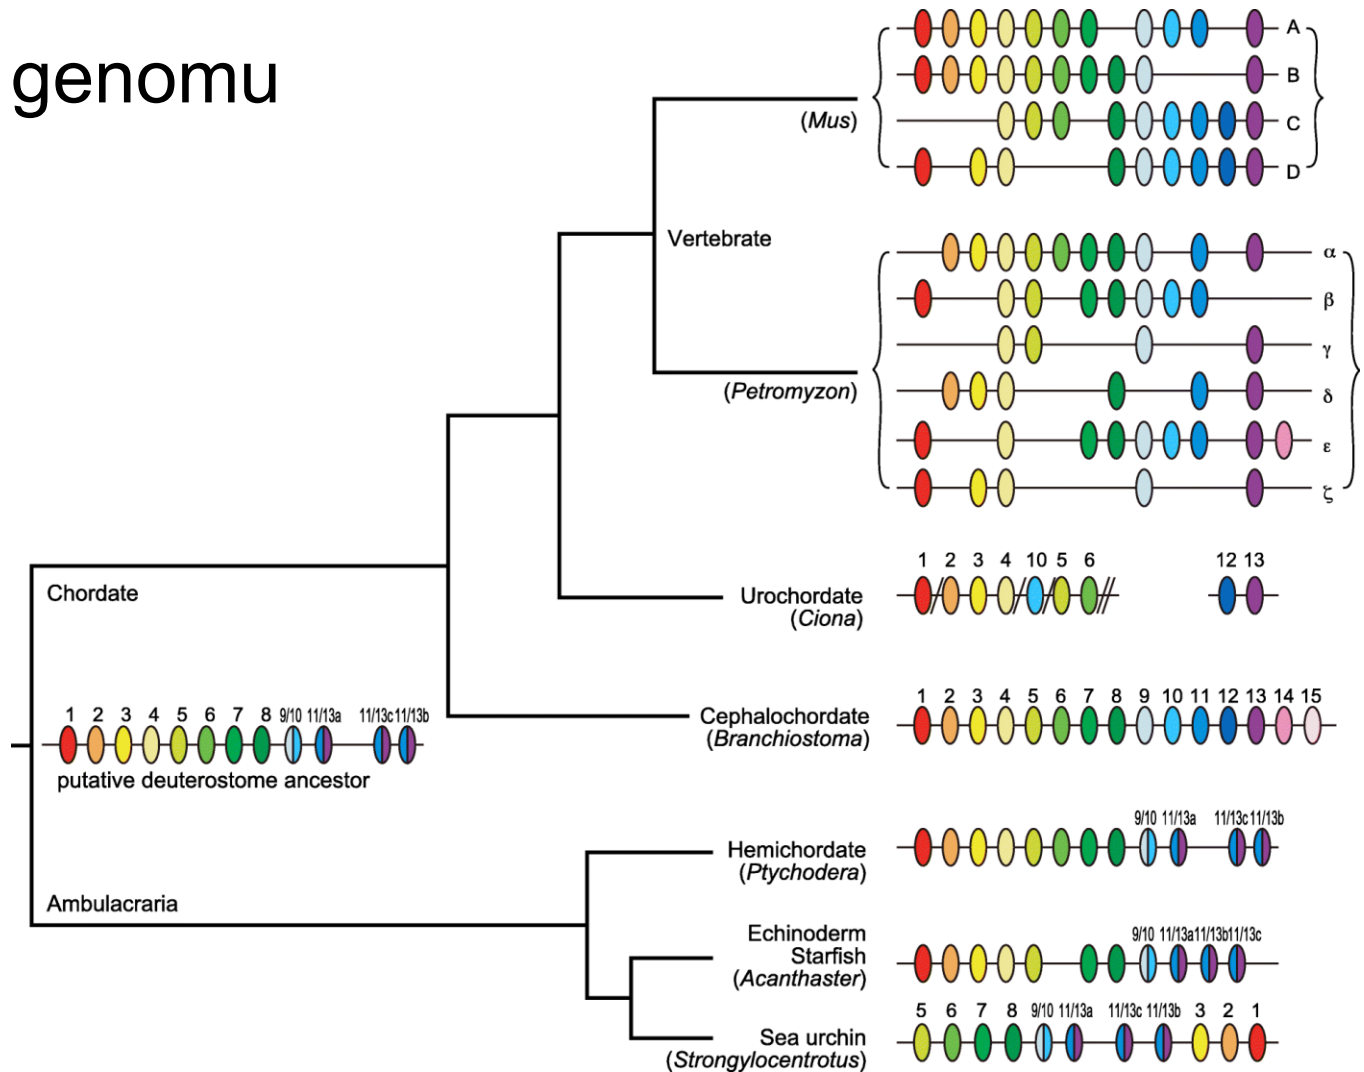 genomu
A
B
C
D
(Mus)
Vertebrate
α
β
γ
δ
ε
ζ
(Petromyzon)
1 2 3 4 10 5 6 12 13
Urochordate
(Ciona)
Chordate
1 2 3 4 5 6 7 8 9 10 11 12 13 14 15
Cephalochordate
(Branchiostoma)
1 2 3 4 5 6 7 8 9/10 11/13a 11/13c 11/13b
putative deuterostome ancestor
9/10 11/13a 11/13c 11/13b
Hemichordate
(Ptychodera)
Ambulacraria
Echinoderm
Starfish
(Acanthaster)
9/10 11/13a 11/13b 11/13c
5 6 7 8 9/10 11/13a 11/13c 11/13b 3 2 1
Sea urchin
(Strongylocentrotus)